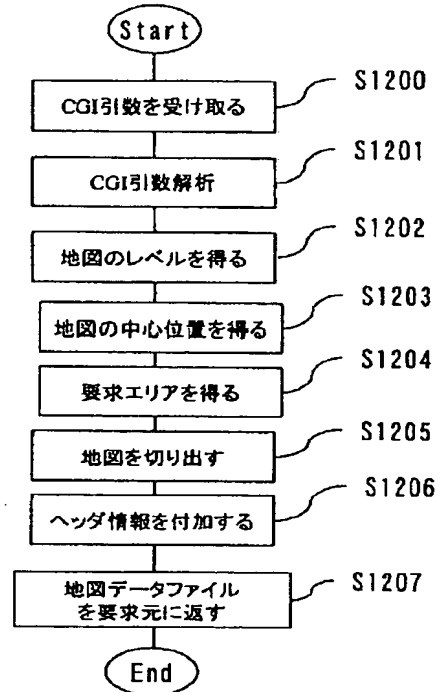 Start
CGI引数を受け取る
S1200
CGI引数解析
S1201
地図のレベルを得る
S1202
地図の中心位置を得る
S1203
要求エリアを得る
S1204
地図を切り出す
S1205
ヘッダ情報を付加する
S1206
地図データファイル
を要求元に返す
S1207
End